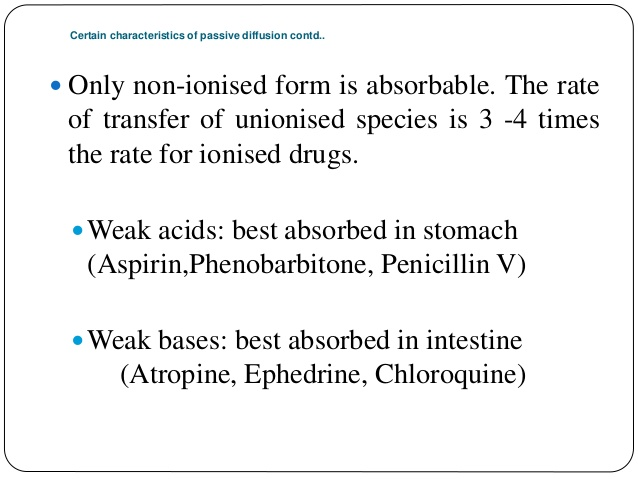 Certain characteristics of passive diffusion contd..
Only non-ionised form is absorbable. The rate
of transfer of unionised species is 3 -4 times
the rate for ionised drugs.
Weak acids: best absorbed in stomach
(Aspirin,Phenobarbitone, Penicillin V)
Weak bases: best absorbed in intestine
(Atropine, Ephedrine, Chloroquine)